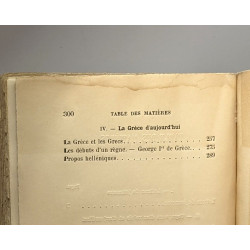 300 TABLE DES MATIÈRES
IV. — La Grèce d'aujourd'hui
La Grèce et les Grecs. 257
Les débuts d'un règne. — George Ier de Grèce. 275
Propos helléniques. 289